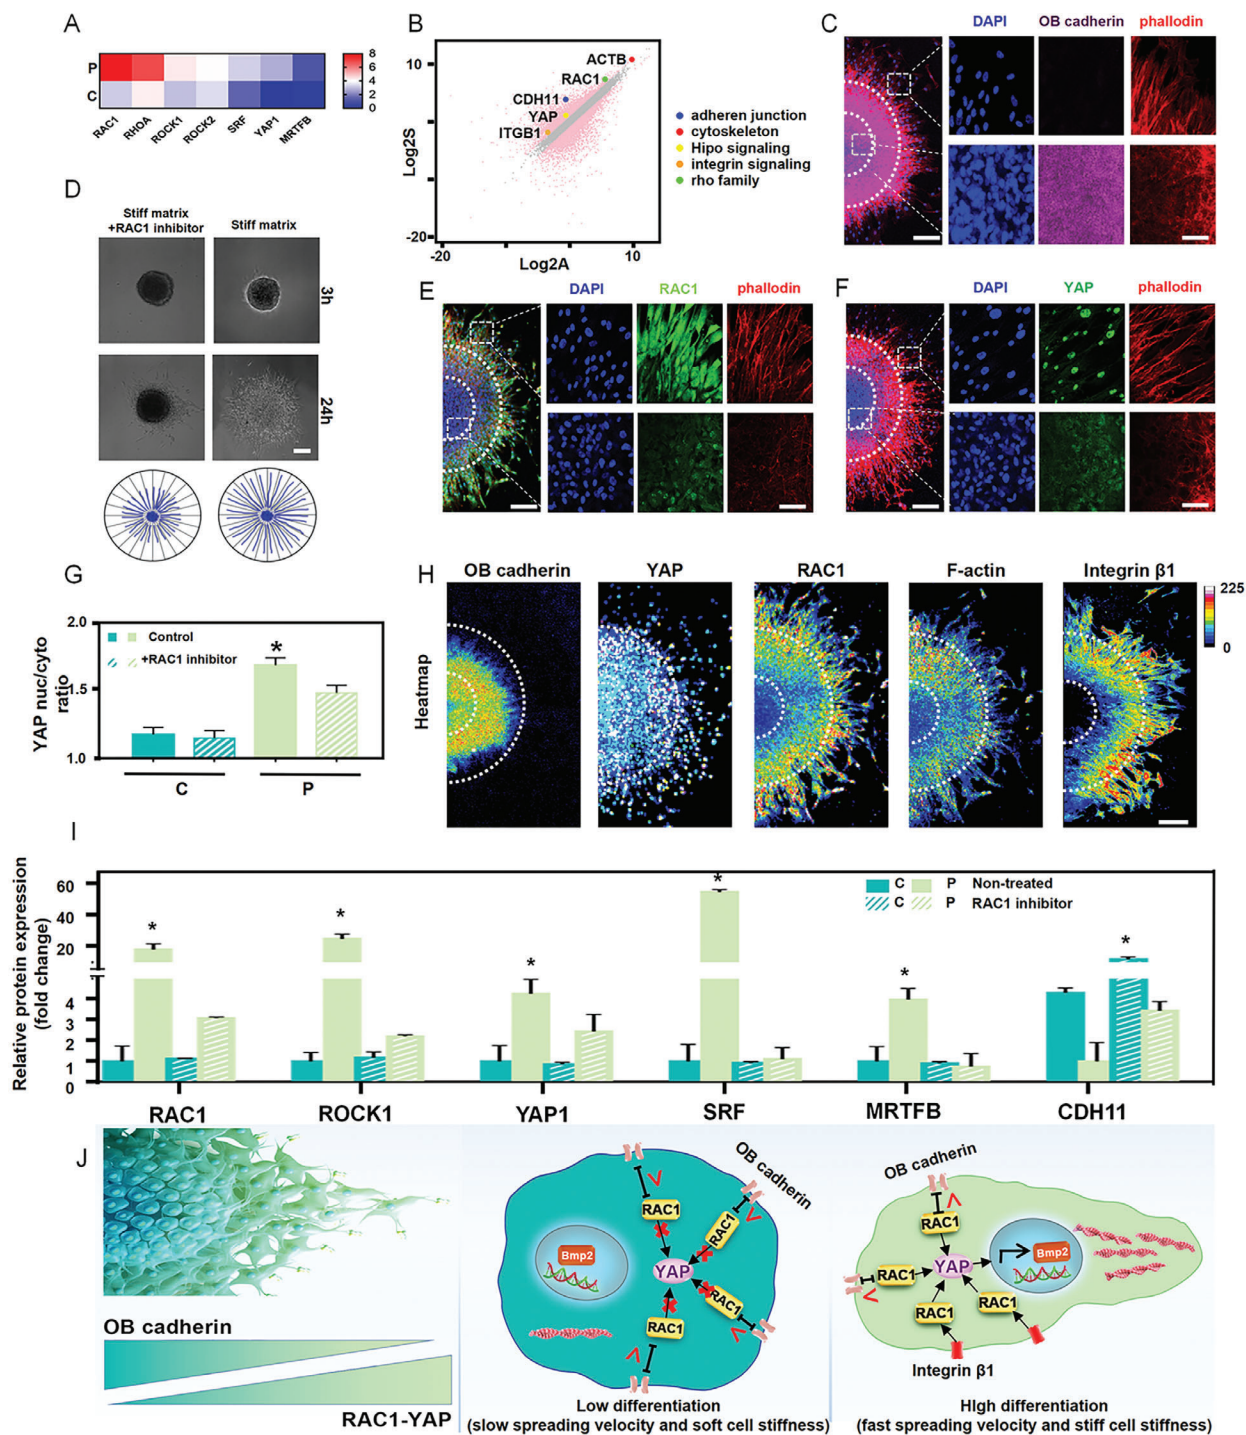 A
P
C
RAC1 RHOA ROCK1 ROCK2 SRF YAP1 MRTFB
8
6
4
2
0
B
10
-20
Log2S
-20
10
Log2A
ACTB
RAC1
CDH11
YAP
ITGB1
adheren junction
cytoskeleton
Hipo signaling
integrin signaling
rho family
C
DAPI OB cadherin phallodin
D
Stiff matrix
+RAC1 inhibitor
Stiff matrix
3h
24h
E
DAPI RAC1 phallodin
F
DAPI YAP phallodin
G
YAP nuc/cyto
ratio
2.0
1.5
1.0
Control
+RAC1 inhibitor
*
C P
H
OB cadherin YAP RAC1 F-actin Integrin β1
Heatmap
225
0
I
Relative protein expression
(fold change)
60
40
20
4
3
2
1
0
C P Non-treated
C P RAC1 inhibitor
* * * * * *
RAC1 ROCK1 YAP1 SRF MRTFB CDH11
J
OB cadherin
RAC1-YAP
OB cadherin
RAC1
RAC1
RAC1
RAC1
YAP
Bmp2
Low differentiation
(slow spreading velocity and soft cell stiffness)
OB cadherin
RAC1
RAC1
RAC1
RAC1
YAP
Bmp2
Integrin β1
HIgh differentiation
(fast spreading velocity and stiff cell stiffness)